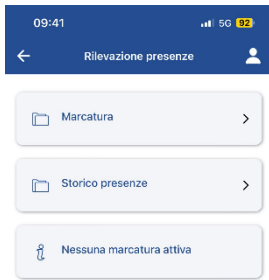 09:41 5G 92
Rilevazione presenze
Marcatura
Storico presenze
Nessuna marcatura attiva